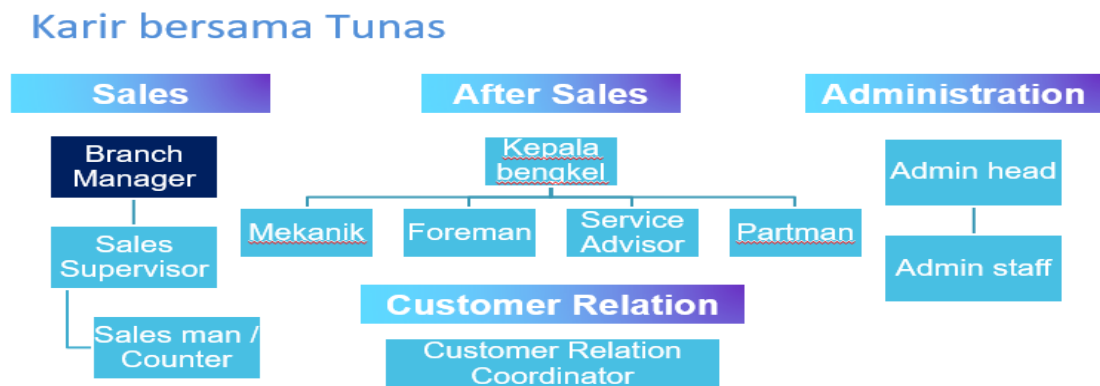 Karir bersama Tunas
Sales
Branch
Manager
Sales
Supervisor
Sales man /
Counter
After Sales
Kepala
bengkel
Mekanik
Foreman
Service
Advisor
Partman
Customer Relation
Customer Relation
Coordinator
Administration
Admin head
Admin staff